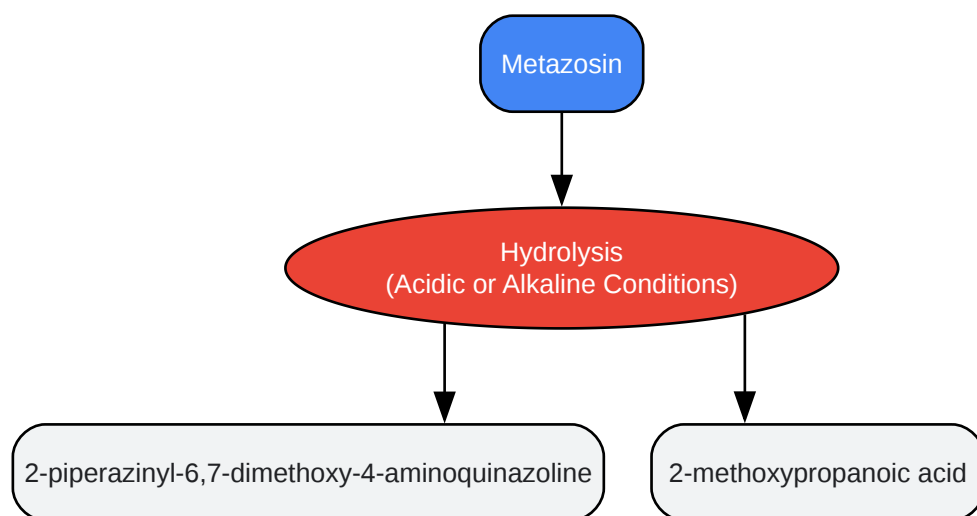 Metazosin
Hydrolysis
(Acidic or Alkaline Conditions)
2-piperazinyl-6,7-dimethoxy-4-aminoquinazoline
2-methoxypropanoic acid